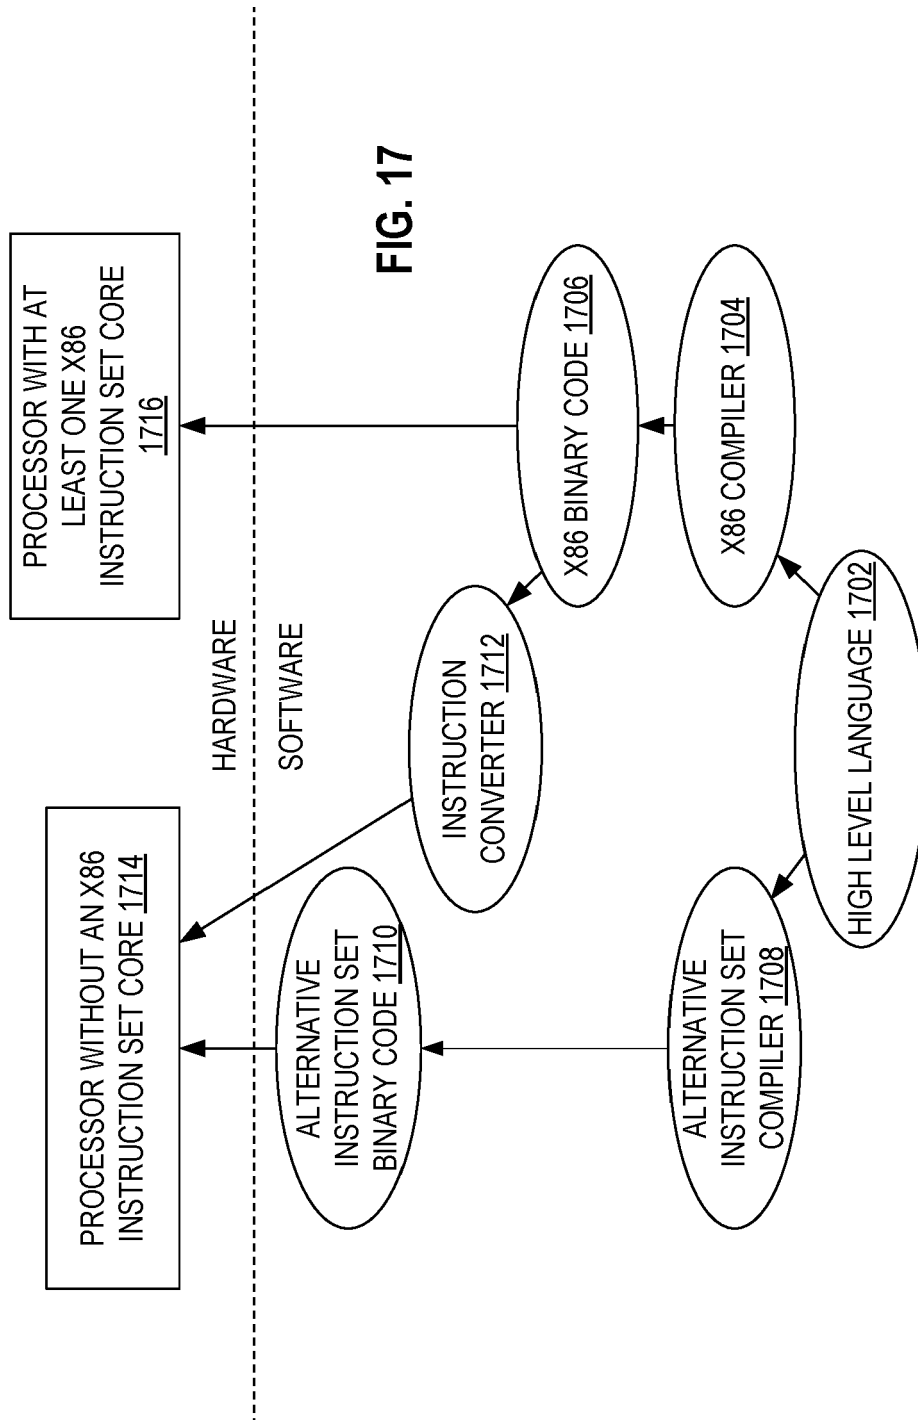 PROCESSOR WITHOUT AN X86
INSTRUCTION SET CORE 1714
PROCESSOR WITH AT
LEAST ONE X86
INSTRUCTION SET CORE
1716
HARDWARE
SOFTWARE
ALTERNATIVE
INSTRUCTION SET
BINARY CODE 1710
INSTRUCTION
CONVERTER 1712
X86 BINARY CODE 1706
ALTERNATIVE
INSTRUCTION SET
COMPILER 1708
X86 COMPILER 1704
HIGH LEVEL LANGUAGE 1702
FIG. 17